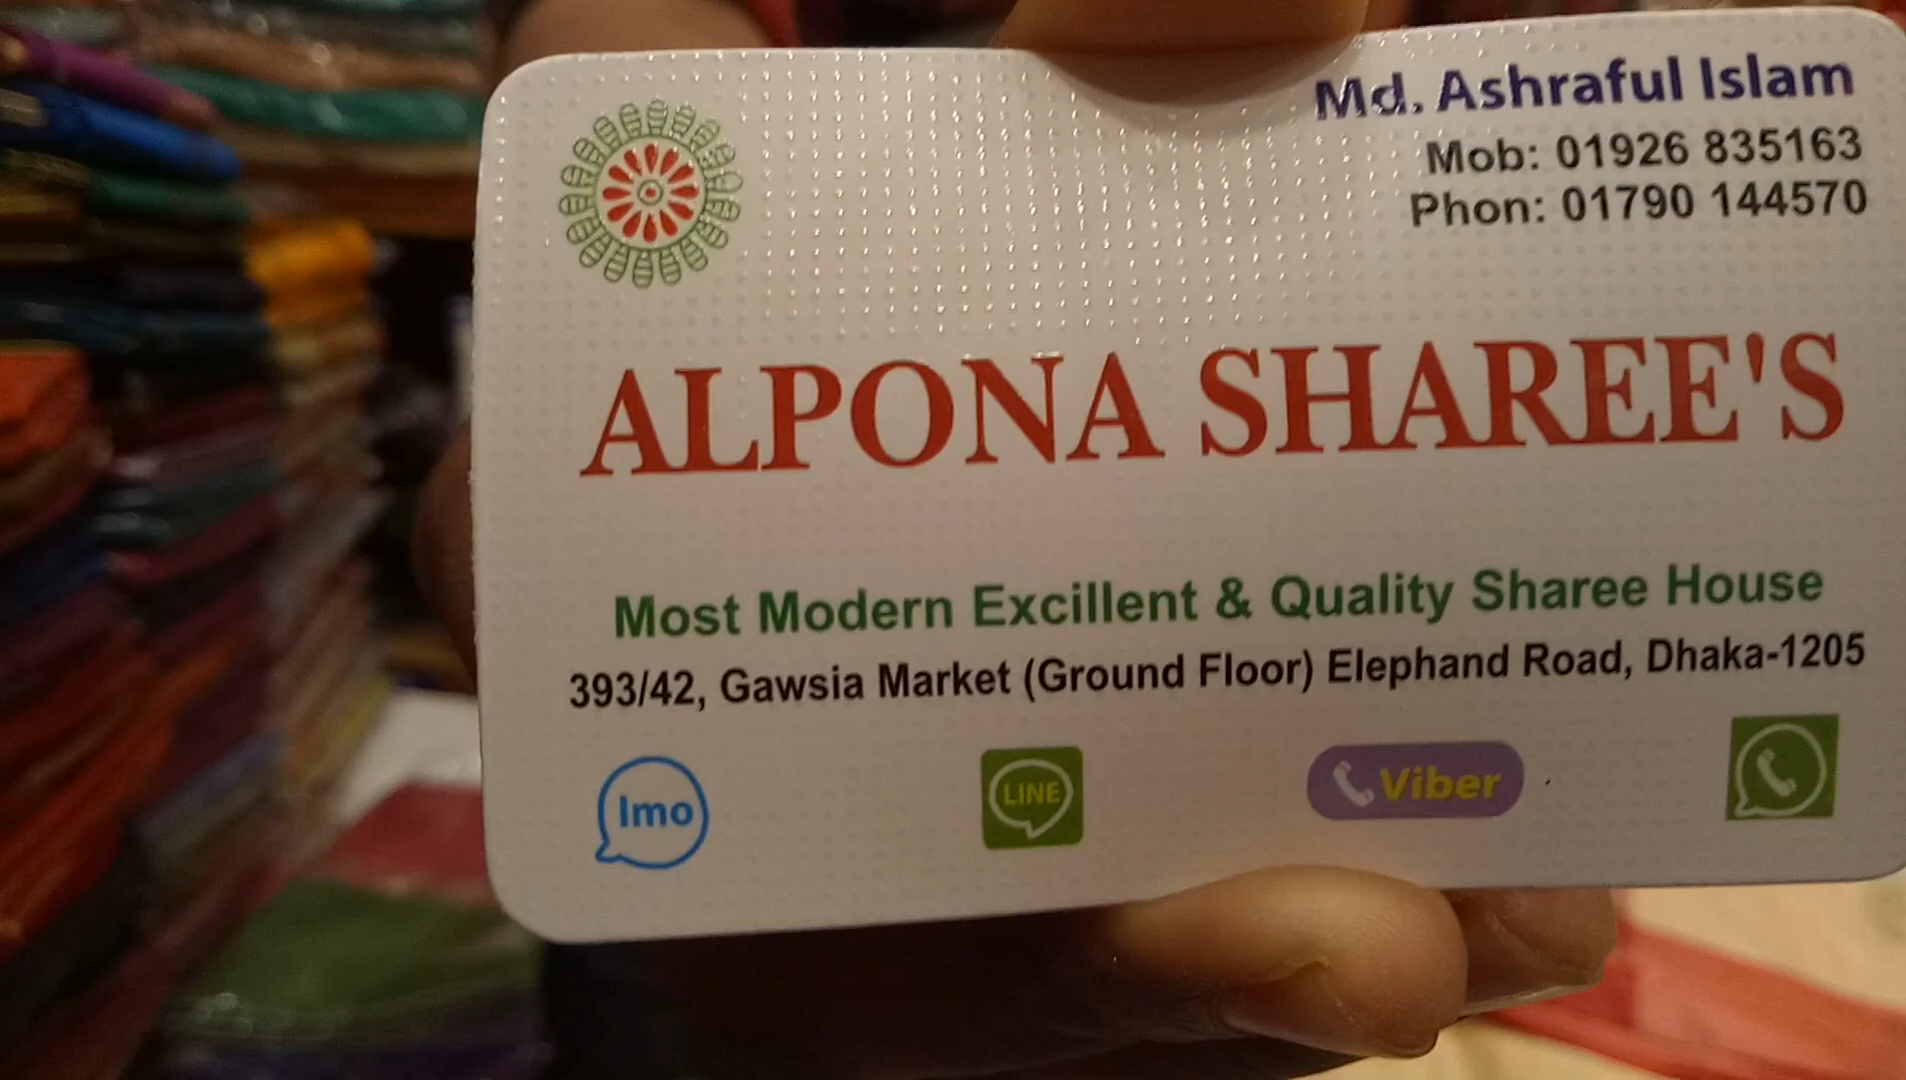 Md. Ashraful Islam
Mob: 01926 835163
Phon: 01790 144570
ALPONA SHAREE'S
Most Modern Excillent & Quality Sharee House
393/42, Gawsia Market (Ground Floor) Elephand Road, Dhaka-1205
Imo LINE Viber